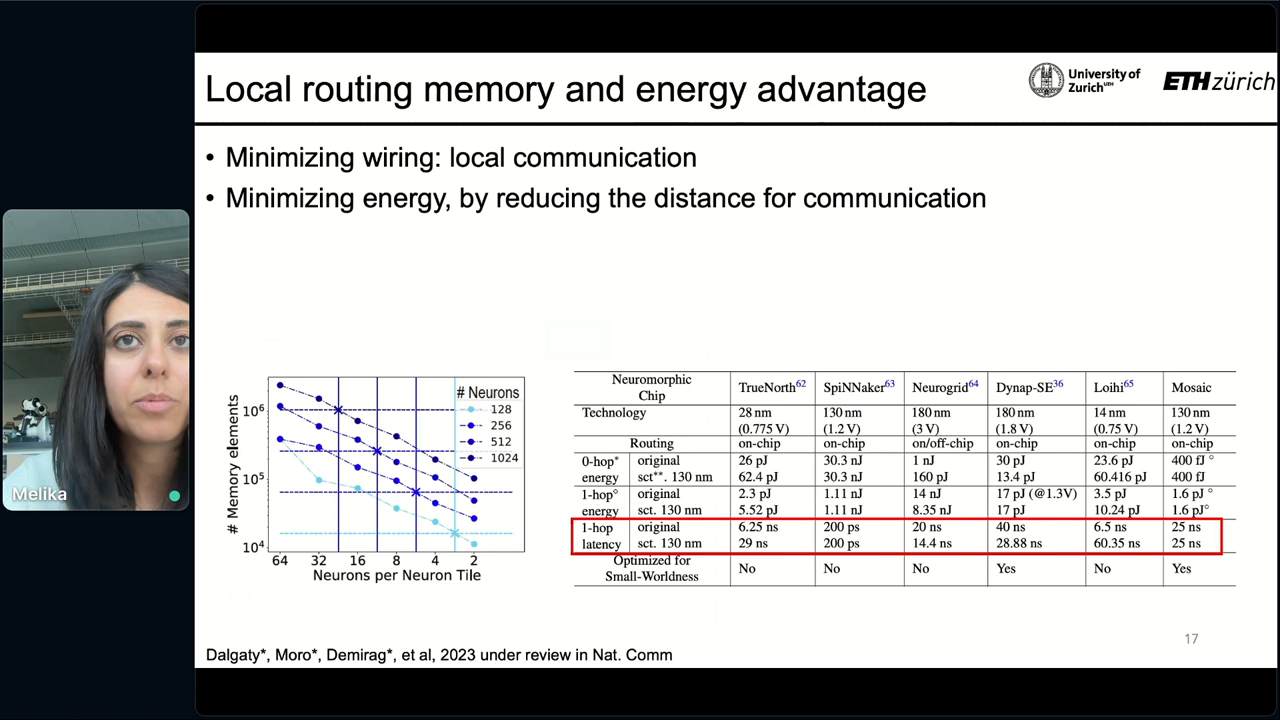 Local routing memory and energy advantage
University of
Zurich UZH
ETH zürich
• Minimizing wiring: local communication
• Minimizing energy, by reducing the distance for communication
# Memory elements
10^6
10^5
10^4
# Neurons
128
256
512
1024
64 32 16 8 4 2
Neurons per Neuron Tile
Neuromorphic Chip TrueNorth^62 SpiNNaker^63 Neurogrid^64 Dynap-SE^36 Loihi^65 Mosaic
Technology 28 nm (0.775 V) 130 nm (1.2 V) 180 nm (3 V) 180 nm (1.8 V) 14 nm (0.75 V) 130 nm (1.2 V)
Routing on-chip on-chip on/off-chip on-chip on-chip on-chip
0-hop* energy original 26 pJ 30.3 nJ 1 nJ 30 pJ 23.6 pJ 400 fJ °
sct**. 130 nm 62.4 pJ 30.3 nJ 160 pJ 13.4 pJ 60.416 pJ 400 fJ
1-hop° energy original 2.3 pJ 1.11 nJ 14 nJ 17 pJ (@1.3V) 3.5 pJ 1.6 pJ °
sct. 130 nm 5.52 pJ 1.11 nJ 8.35 nJ 17 pJ 10.24 pJ 1.6 pJ°
1-hop latency original 6.25 ns 200 ps 20 ns 40 ns 6.5 ns 25 ns
sct. 130 nm 29 ns 200 ps 14.4 ns 28.88 ns 60.35 ns 25 ns
Optimized for Small-Worldness No No No Yes No Yes
Melika
17
Dalgaty*, Moro*, Demirag*, et al, 2023 under review in Nat. Comm